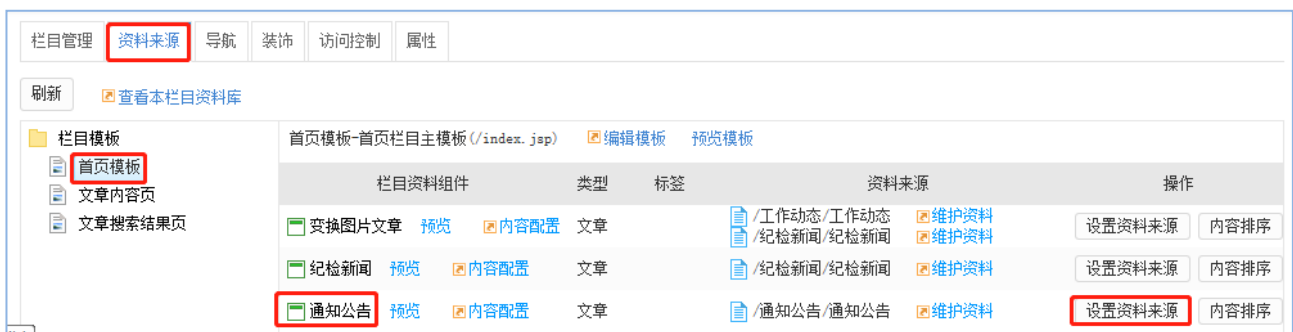 栏目管理 资料来源 导航 装饰 访问控制 属性
刷新 查看本栏目资料库
栏目模板
首页模板
文章内容页
文章搜索结果页
首页模板-首页栏目主模板(/index.jsp) 编辑模板 预览模板
栏目资料组件 类型 标签 资料来源 操作
变换图片文章 预览 内容配置 文章 /工作动态/工作动态 维护资料 设置资料来源 内容排序
/纪检新闻/纪检新闻 维护资料
纪检新闻 预览 内容配置 文章 /纪检新闻/纪检新闻 维护资料 设置资料来源 内容排序
通知公告 预览 内容配置 文章 /通知公告/通知公告 维护资料 设置资料来源 内容排序